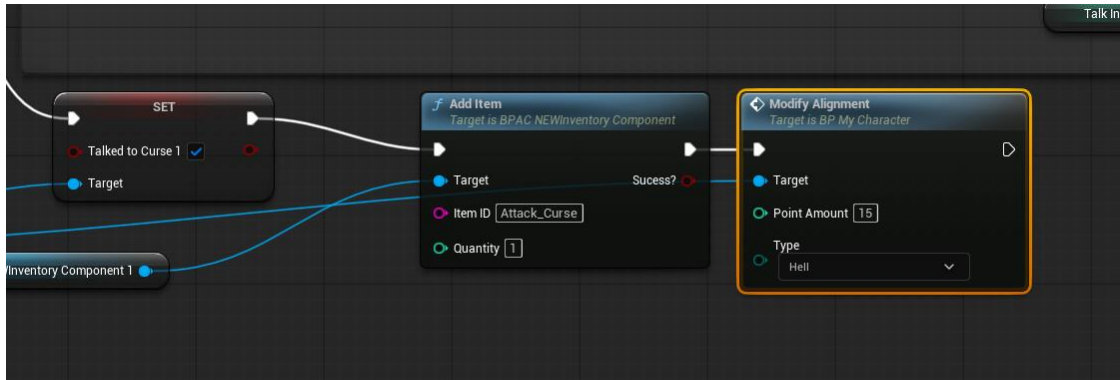 Talk In
SET
Talked to Curse 1
Target
Inventory Component 1
f Add Item
Target is BPAC NEWInventory Component
Target
Sucess?
Item ID Attack_Curse
Quantity 1
Modify Alignment
Target is BP My Character
Target
Point Amount 15
Type
Hell